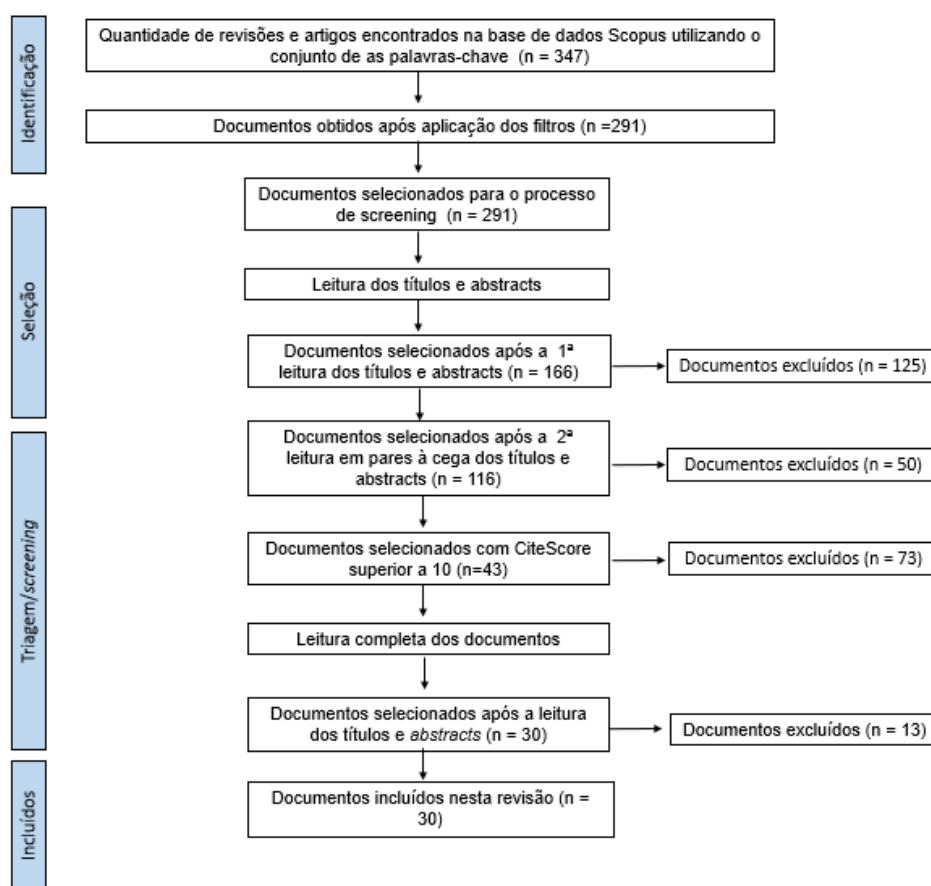 Identificação
Quantidade de revisões e artigos encontrados na base de dados Scopus utilizando o
conjunto de as palavras-chave (n = 347)
Documentos obtidos após aplicação dos filtros (n =291)
Documentos selecionados para o processo
de screening (n = 291)
Seleção
Leitura dos títulos e abstracts
Documentos selecionados após a 1ª
leitura dos títulos e abstracts (n = 166)
Documentos excluídos (n = 125)
Triagem/screening
Documentos selecionados após a 2ª
leitura em pares à cega dos títulos e
abstracts (n = 116)
Documentos excluídos (n = 50)
Documentos selecionados com CiteScore
superior a 10 (n=43)
Documentos excluídos (n = 73)
Leitura completa dos documentos
Documentos selecionados após a leitura
dos títulos e abstracts (n = 30)
Documentos excluídos (n = 13)
Incluídos
Documentos incluídos nesta revisão (n =
30)